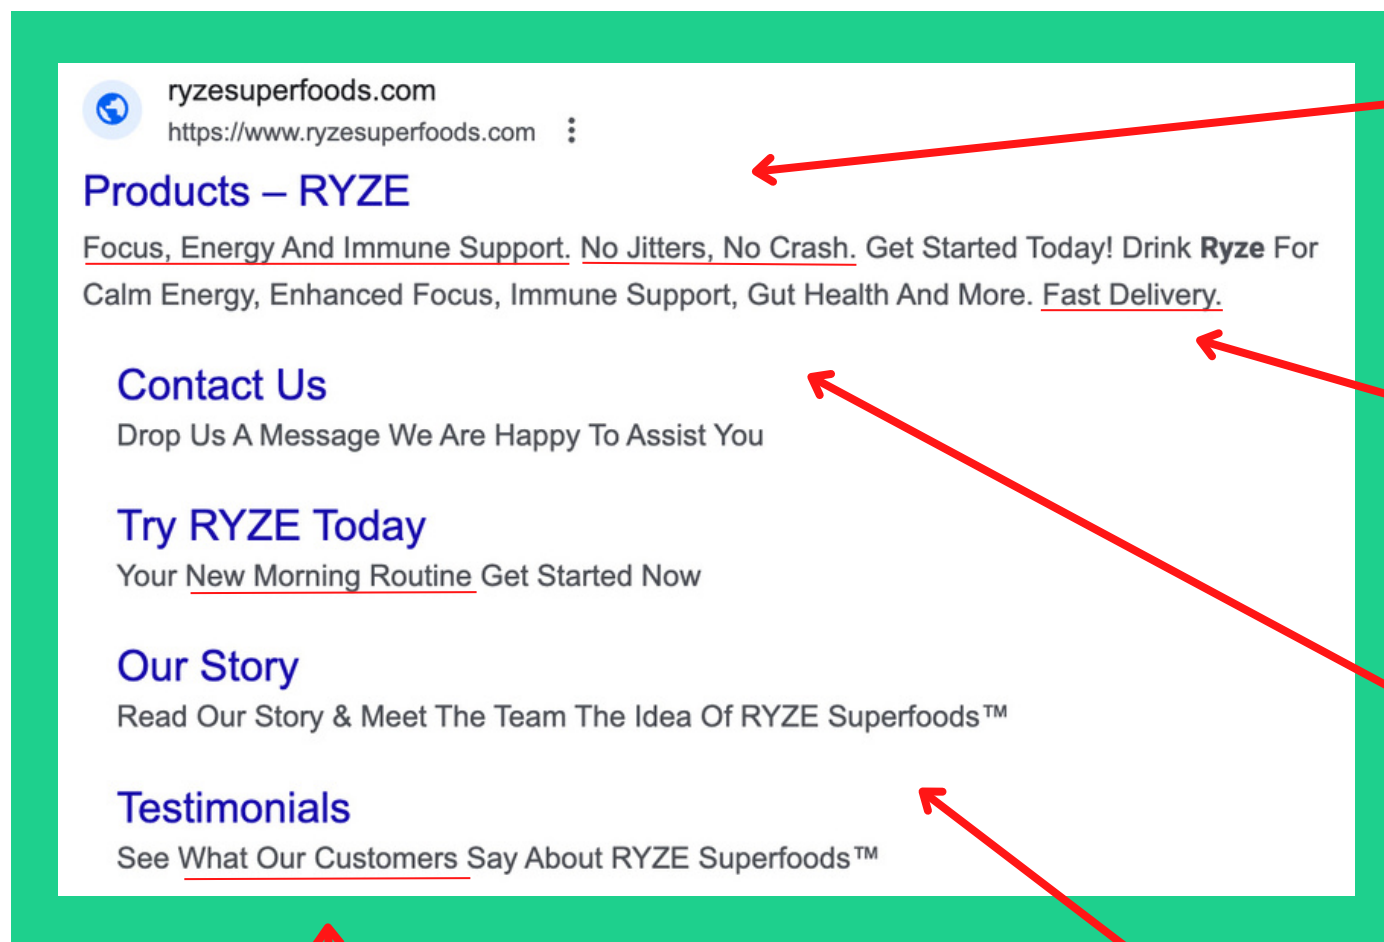 ryzesuperfoods.com
https://www.ryzesuperfoods.com
Products – RYZE
Focus, Energy And Immune Support. No Jitters, No Crash. Get Started Today! Drink Ryze For
Calm Energy, Enhanced Focus, Immune Support, Gut Health And More. Fast Delivery.
Contact Us
Drop Us A Message We Are Happy To Assist You
Try RYZE Today
Your New Morning Routine Get Started Now
Our Story
Read Our Story & Meet The Team The Idea Of RYZE Superfoods™
Testimonials
See What Our Customers Say About RYZE Superfoods™